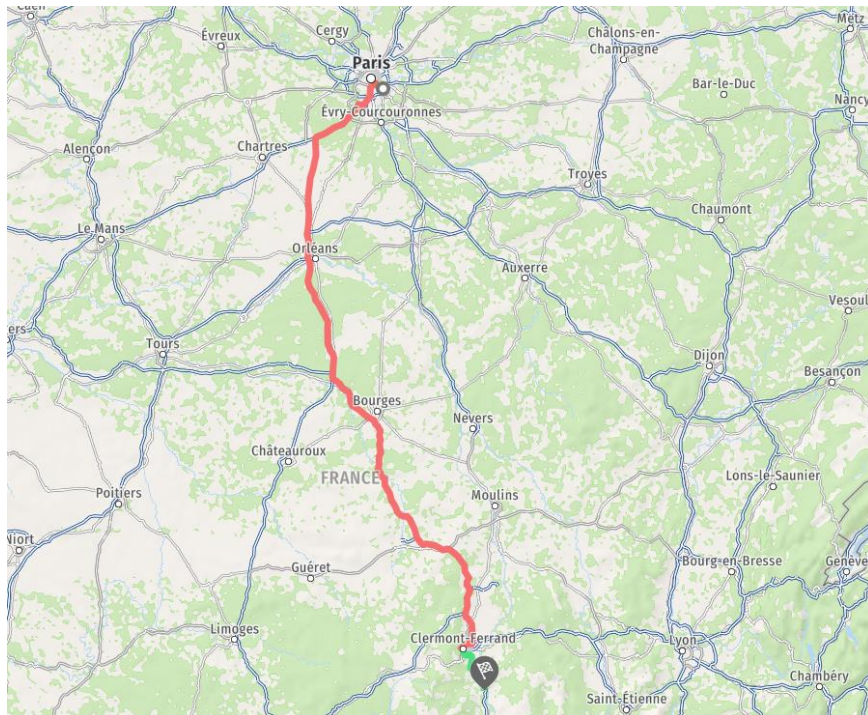 Caen
Cergy
Évreux
Paris
Châlons-en-
Champagne
Metz
Bar-le-Duc
Nancy
Évry-Courcouronnes
Alençon
Chartres
Troyes
Chaumont
Le Mans
Orléans
Auxerre
Vesoul
ers
Tours
Dijon
Besançon
Bourges
Nevers
Châteauroux
FRANCE
Lons-le-Saunier
Poitiers
Moulins
Niort
Guéret
Bourg-en-Bresse
Genève
Limoges
Clermont-Ferrand
Lyon
Chambéry
Saint-Étienne